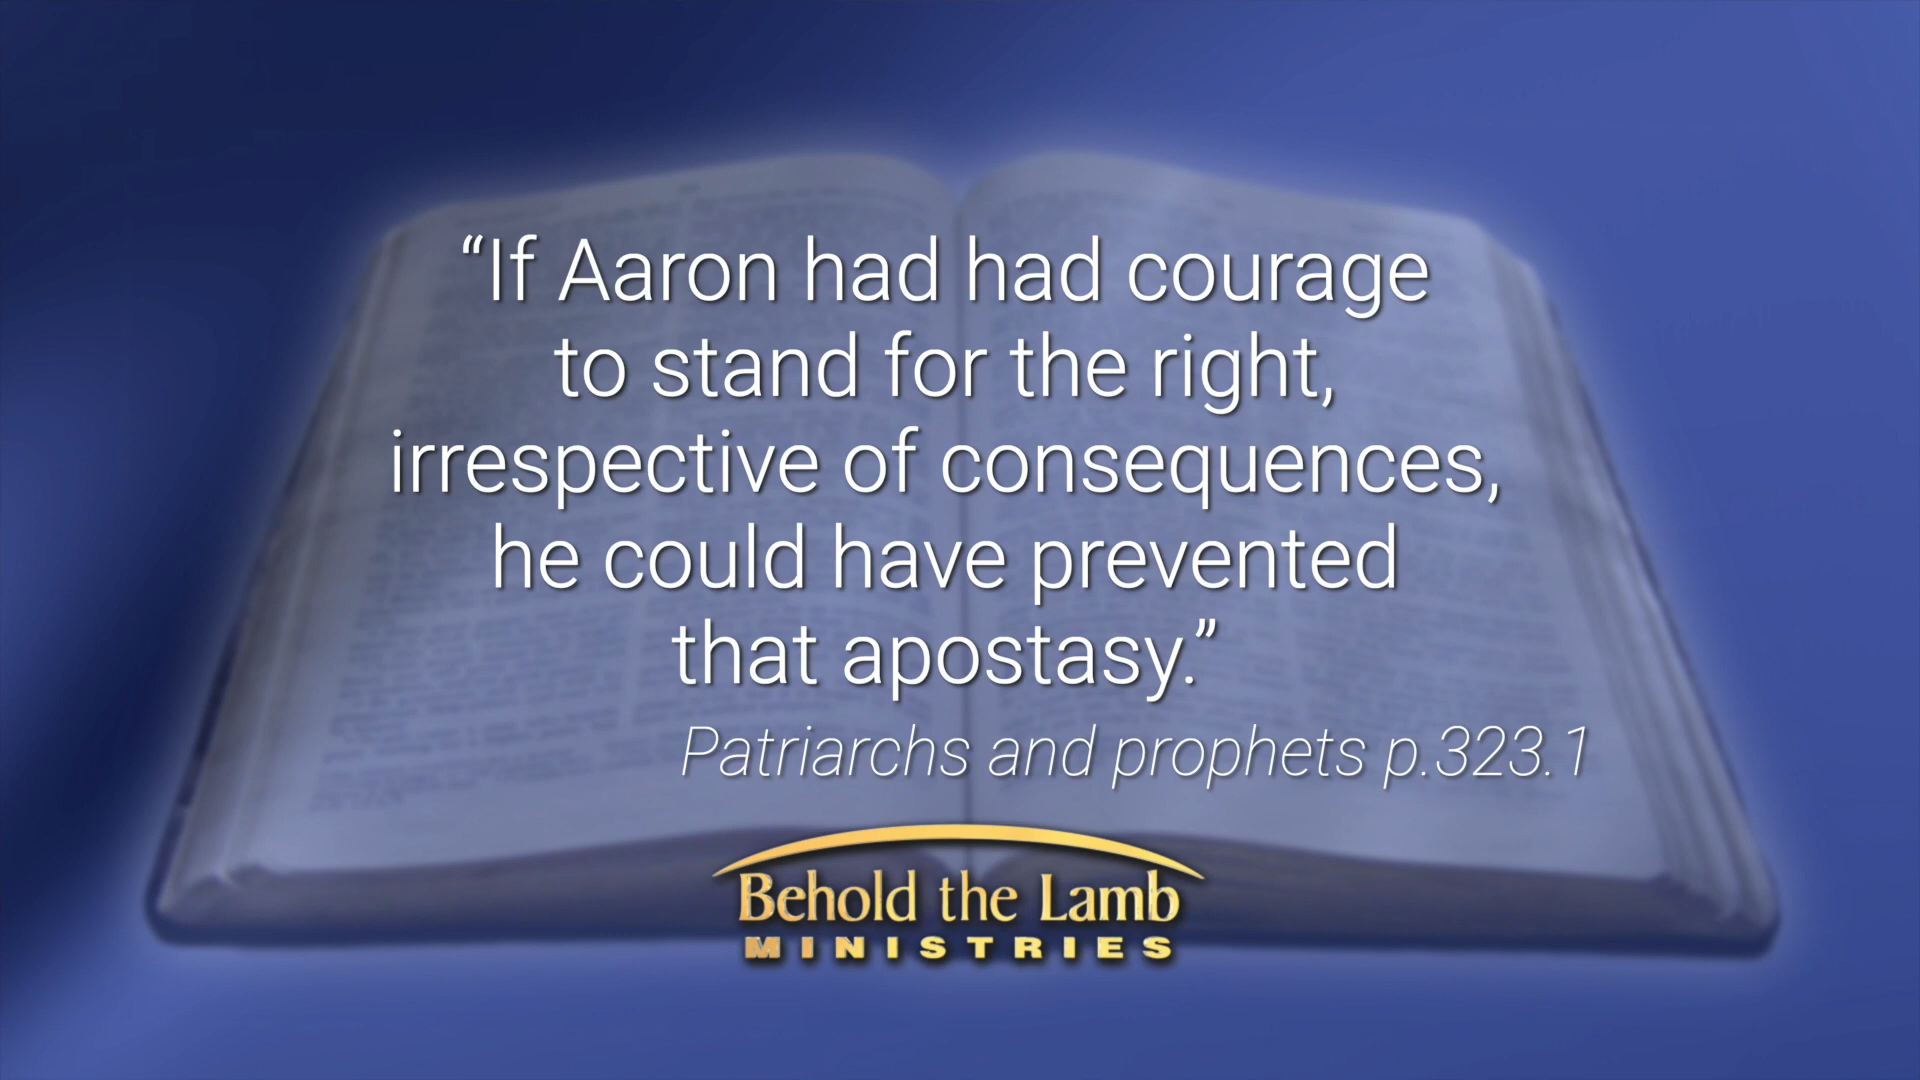 “If Aaron had had courage
to stand for the right,
irrespective of consequences,
he could have prevented
that apostasy.”
Patriarchs and prophets p.323.1
Behold the Lamb
MINISTRIES